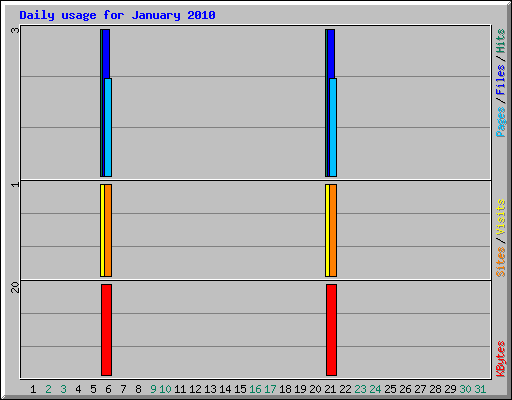 Daily usage for January 2010
3
Pages/Files/Hits
1
Sites/Visits
20
KBytes
1 2 3 4 5 6 7 8 9 10 11 12 13 14 15 16 17 18 19 20 21 22 23 24 25 26 27 28 29 30 31